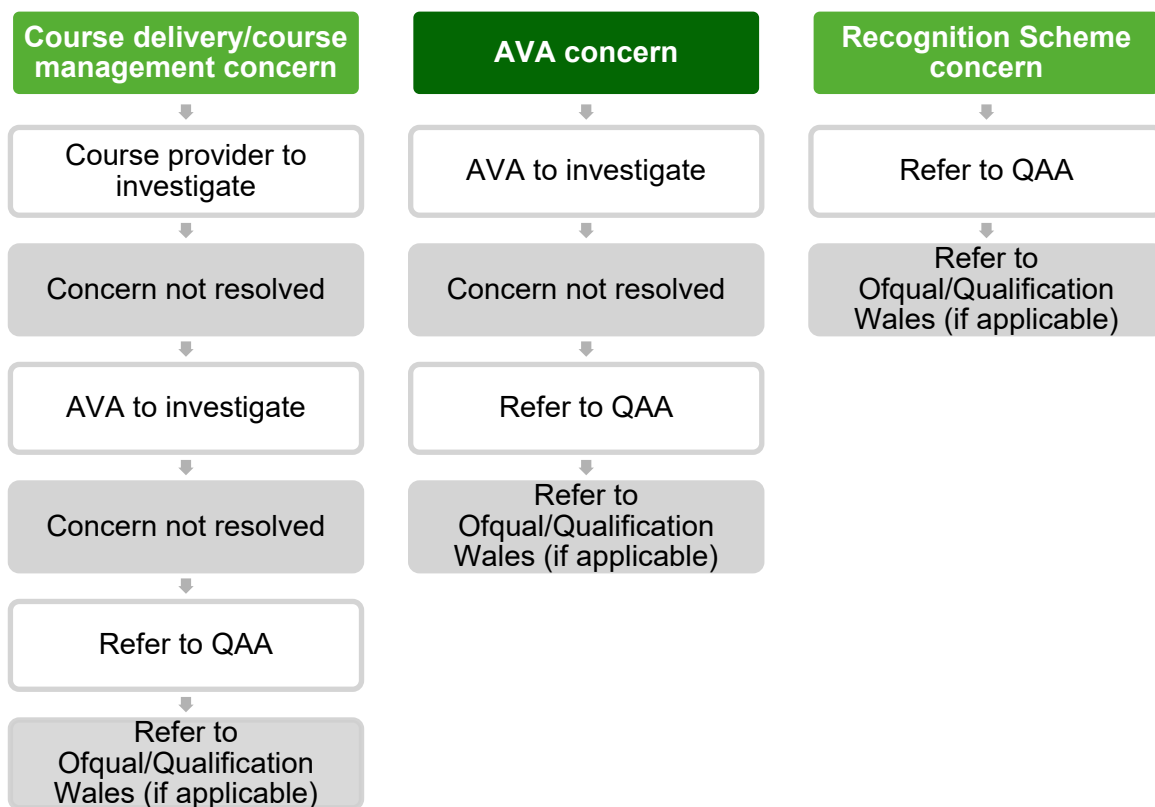 Course delivery/course
management concern
Course provider to
investigate
Concern not resolved
AVA to investigate
Concern not resolved
Refer to QAA
Refer to
Ofqual/Qualification
Wales (if applicable)
AVA concern
AVA to investigate
Concern not resolved
Refer to QAA
Refer to
Ofqual/Qualification
Wales (if applicable)
Recognition Scheme
concern
Refer to QAA
Refer to
Ofqual/Qualification
Wales (if applicable)